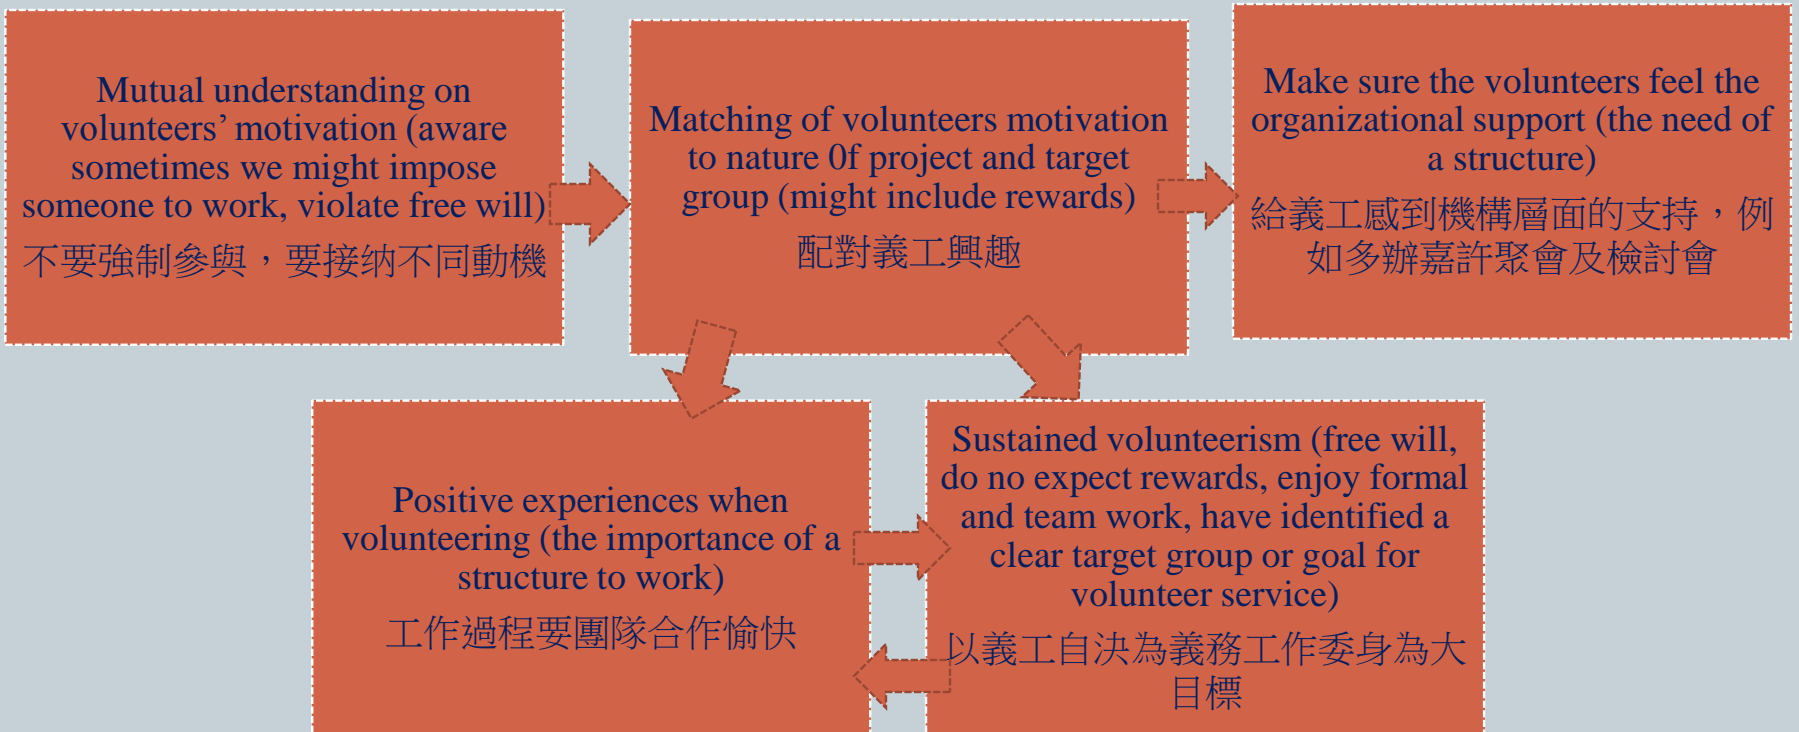 Mutual understanding on
volunteers’ motivation (aware
sometimes we might impose
someone to work, violate free will)
不要強制參與，要接纳不同動機
Matching of volunteers motivation
to nature 0f project and target
group (might include rewards)
配對義工興趣
Make sure the volunteers feel the
organizational support (the need of
a structure)
給義工感到機構層面的支持，例
如多辦嘉許聚會及檢討會
Positive experiences when
volunteering (the importance of a
structure to work)
工作過程要團隊合作愉快
Sustained volunteerism (free will,
do no expect rewards, enjoy formal
and team work, have identified a
clear target group or goal for
volunteer service)
以義工自決為義務工作委身為大
目標